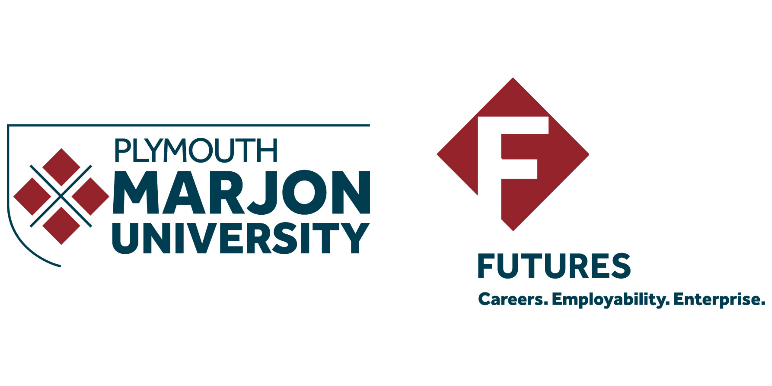 PLYMOUTH
MARJON
UNIVERSITY
F
FUTURES
Careers. Employability. Enterprise.